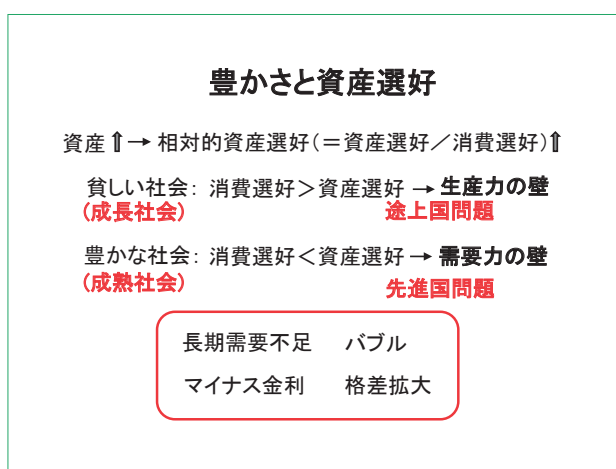 豊かさと資産選好
資産⬆→ 相対的資産選好(=資産選好/消費選好)⬆
貧しい社会: 消費選好>資産選好 → 生産力の壁
(成長社会) 途上国問題
豊かな社会: 消費選好<資産選好 → 需要力の壁
(成熟社会) 先進国問題
長期需要不足 バブル
マイナス金利 格差拡大